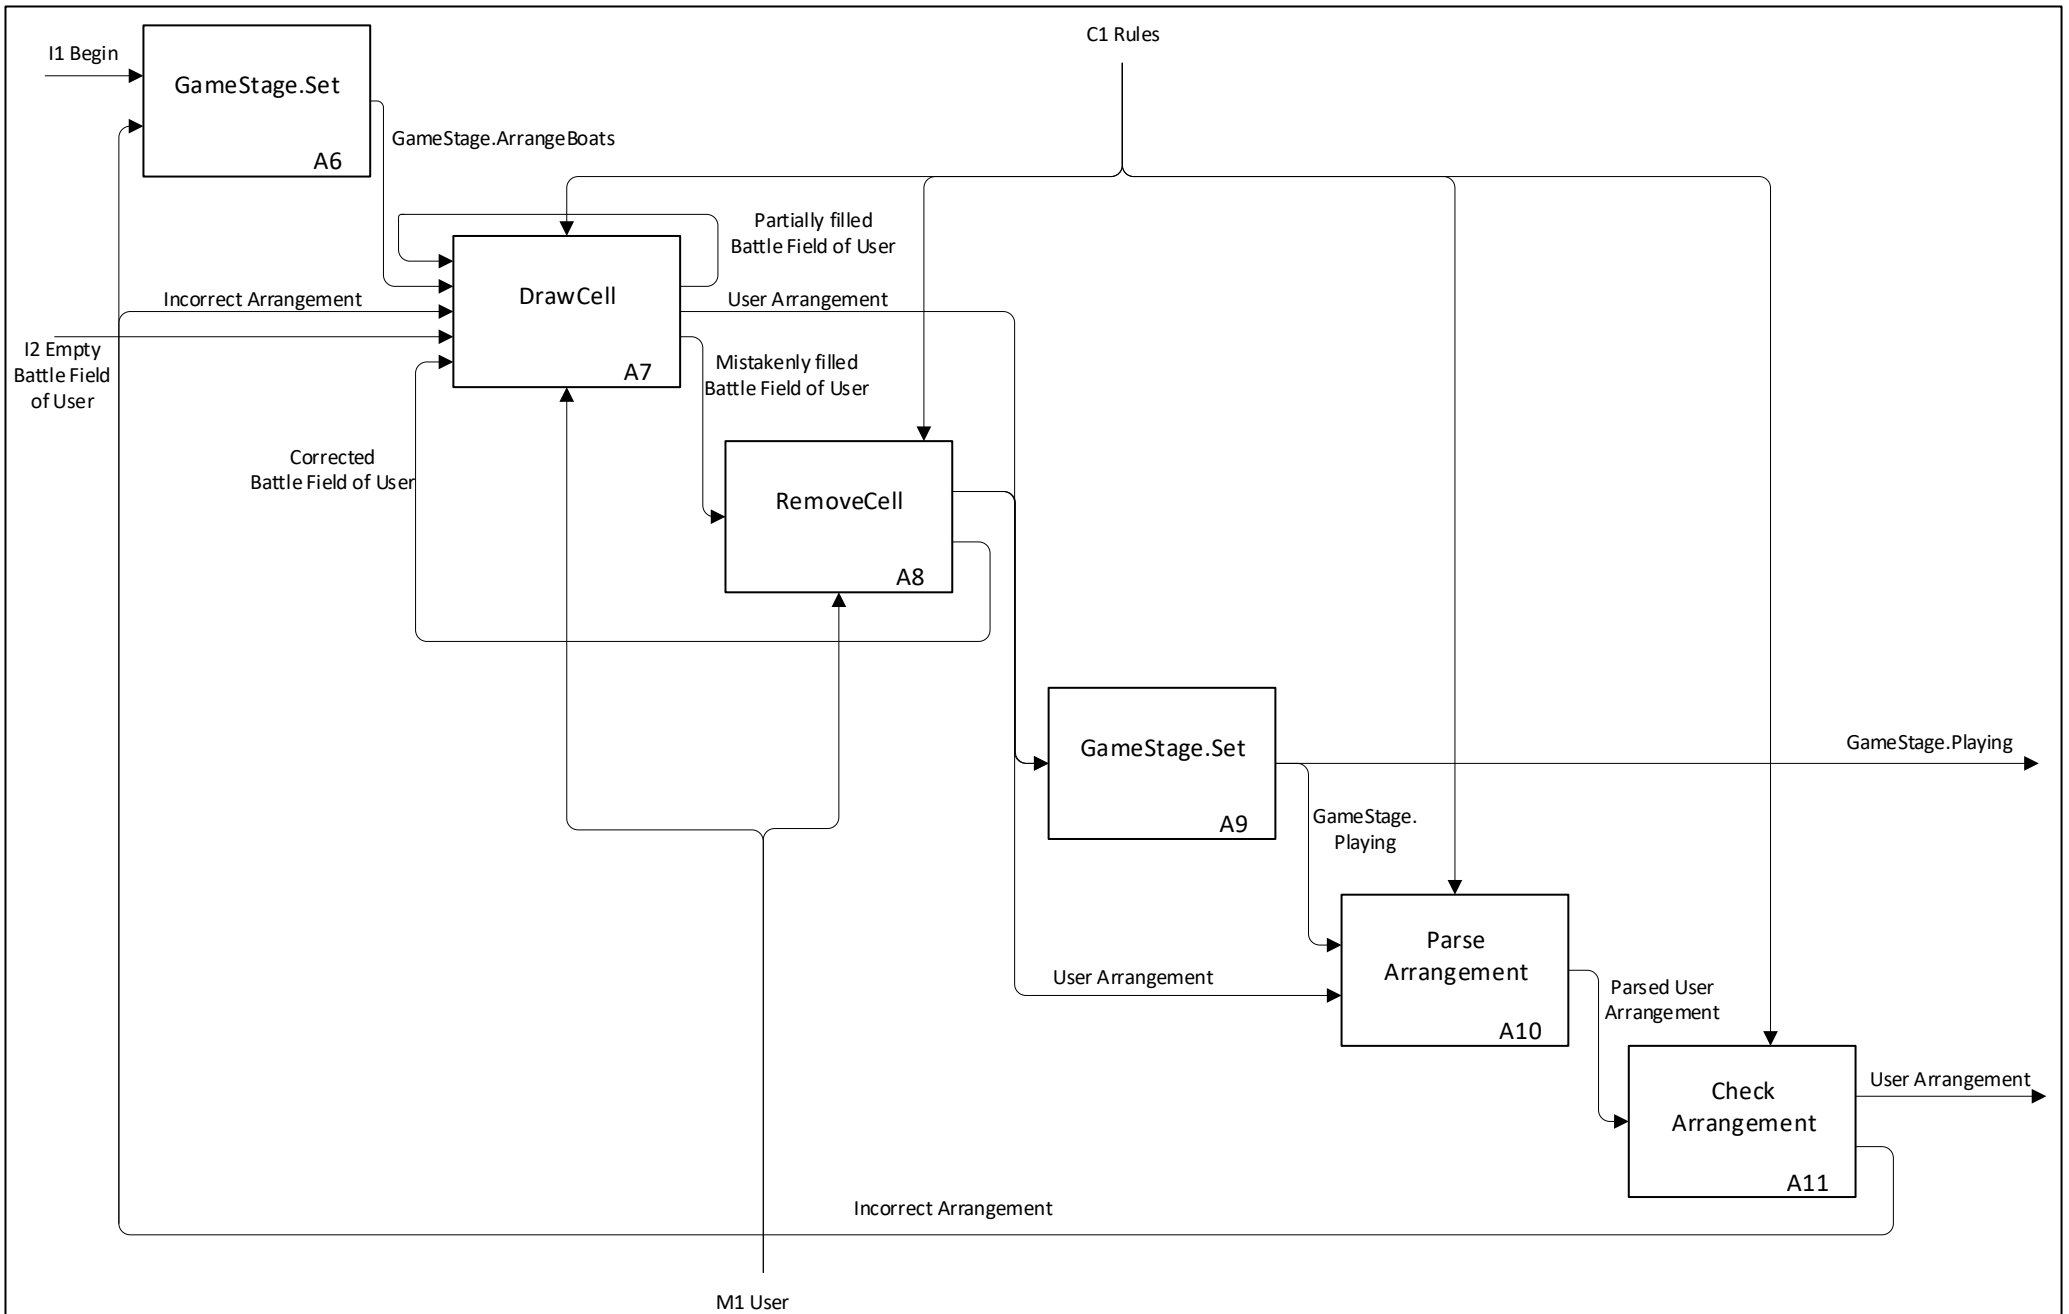 C1 Rules
I1 Begin
GameStage.Set
A6
GameStage.ArrangeBoats
Partially filled
Battle Field of User
DrawCell
A7
Incorrect Arrangement
User Arrangement
I2 Empty
Battle Field
of User
Mistakenly filled
Battle Field of User
Corrected
Battle Field of User
RemoveCell
A8
GameStage.Set
A9
GameStage.Playing
GameStage.
Playing
Parse
Arrangement
A10
User Arrangement
Parsed User
Arrangement
Check
Arrangement
A11
User Arrangement
Incorrect Arrangement
M1 User